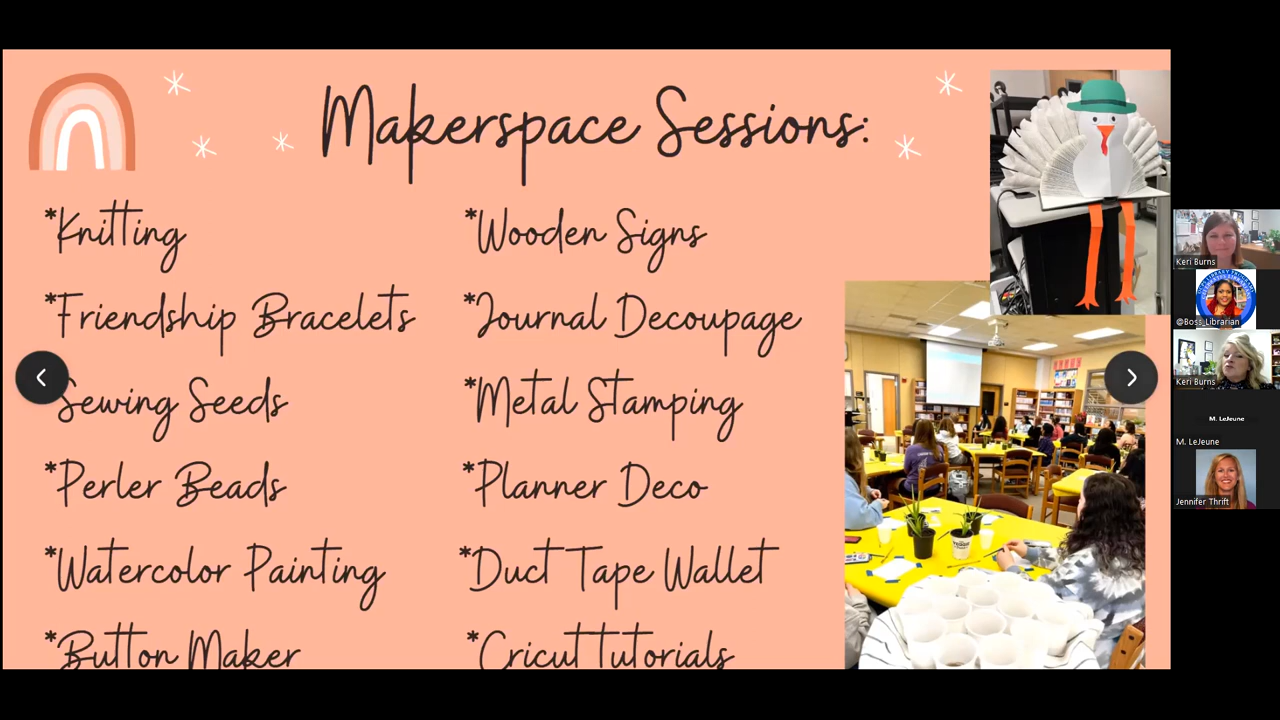 Makerspace Sessions:
*Knitting
*Friendship Bracelets
Sewing Seeds
*Perler Beads
*Watercolor Painting
*Button Maker
*Wooden Signs
*Journal Decoupage
*Metal Stamping
*Planner Deco
*Duct Tape Wallet
*Cricut tutorials
Keri Burns
@Boss_Librarian
Keri Burns
M. LeJeune
M. LeJeune
Jennifer Thrift